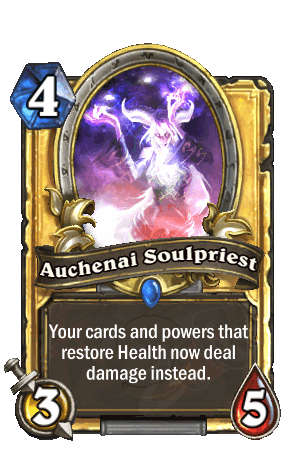 4
Auchenai Soulpriest
Your cards and powers that
restore Health now deal
damage instead.
3
5